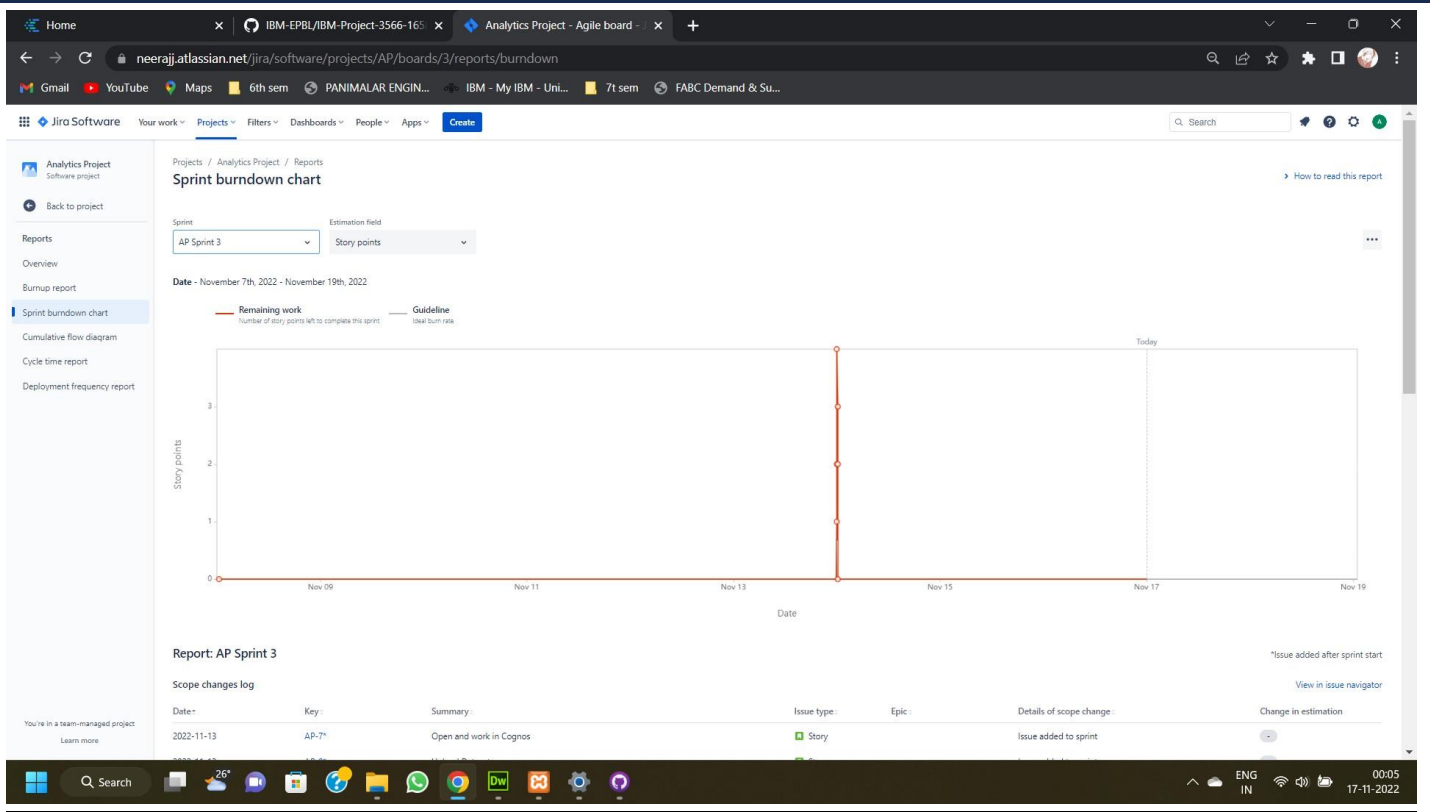 Home
IBM-EPBL/IBM-Project-3566-165
Analytics Project - Agile board -
neerajj.atlassian.net/jira/software/projects/AP/boards/3/reports/burndown
Gmail YouTube Maps 6th sem PANIMALAR ENGIN... IBM - My IBM - Uni... 7t sem FABC Demand & Su...
Jira Software Your work Projects Filters Dashboards People Apps Create Search A
Analytics Project
Software project
Back to project
Reports
Overview
Burnup report
Sprint burndown chart
Cumulative flow diagram
Cycle time report
Deployment frequency report
You're in a team-managed project
Learn more
Projects / Analytics Project / Reports
Sprint burndown chart
How to read this report
Sprint Estimation field
AP Sprint 3 Story points
Date - November 7th, 2022 - November 19th, 2022
Remaining work Guideline
Number of story points left to complete this sprint Ideal burn rate
Today
3
2
1
0
Story points
Nov 09 Nov 11 Nov 13 Nov 15 Nov 17 Nov 19
Date
Report: AP Sprint 3
*Issue added after sprint start
Scope changes log
View in issue navigator
Date Key Summary Issue type Epic Details of scope change Change in estimation
2022-11-13 AP-7* Open and work in Cognos Story Issue added to sprint -
26°
Search
Dw
ENG
IN
00:05
17-11-2022